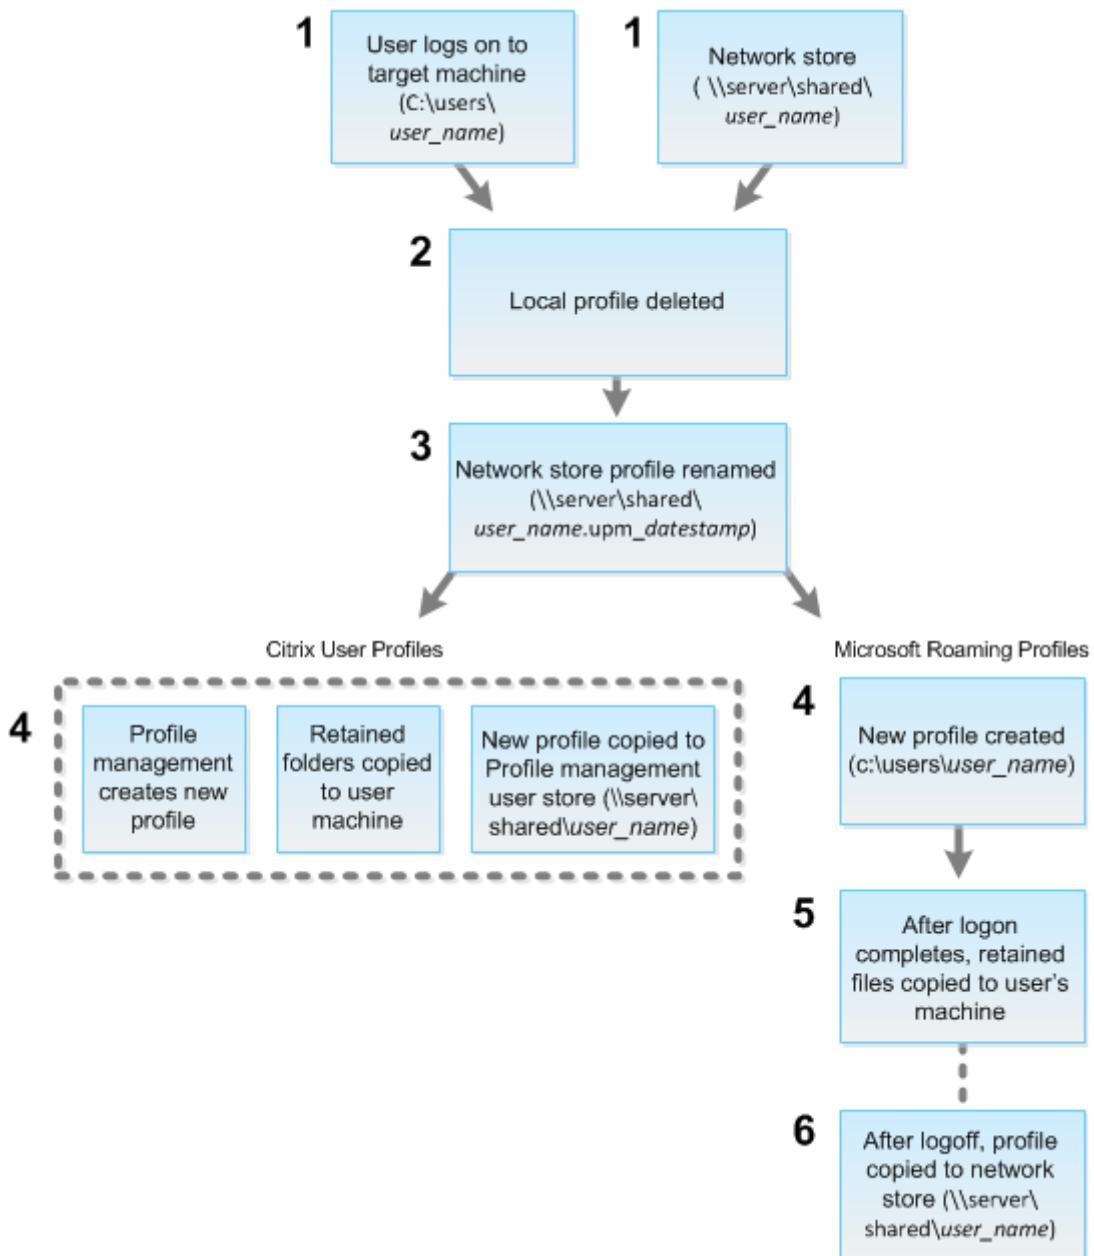 1
User logs on to
target machine
(C:\users\
user_name)
1
Network store
( \\server\shared\
user_name)
2
Local profile deleted
3
Network store profile renamed
(\\server\shared\
user_name.upm_datestamp)
Citrix User Profiles
4
Profile
management
creates new
profile
Retained
folders copied
to user
machine
New profile copied to
Profile management
user store (\\server\
shared\user_name)
Microsoft Roaming Profiles
4
New profile created
(c:\users\user_name)
5
After logon
completes, retained
files copied to user's
machine
6
After logoff, profile
copied to network
store (\\server\
shared\user_name)